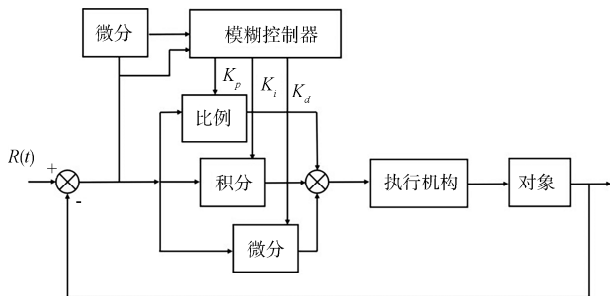 微分
模糊控制器
K_p
K_i
K_d
比例
R(t)
+
-
积分
执行机构
对象
微分